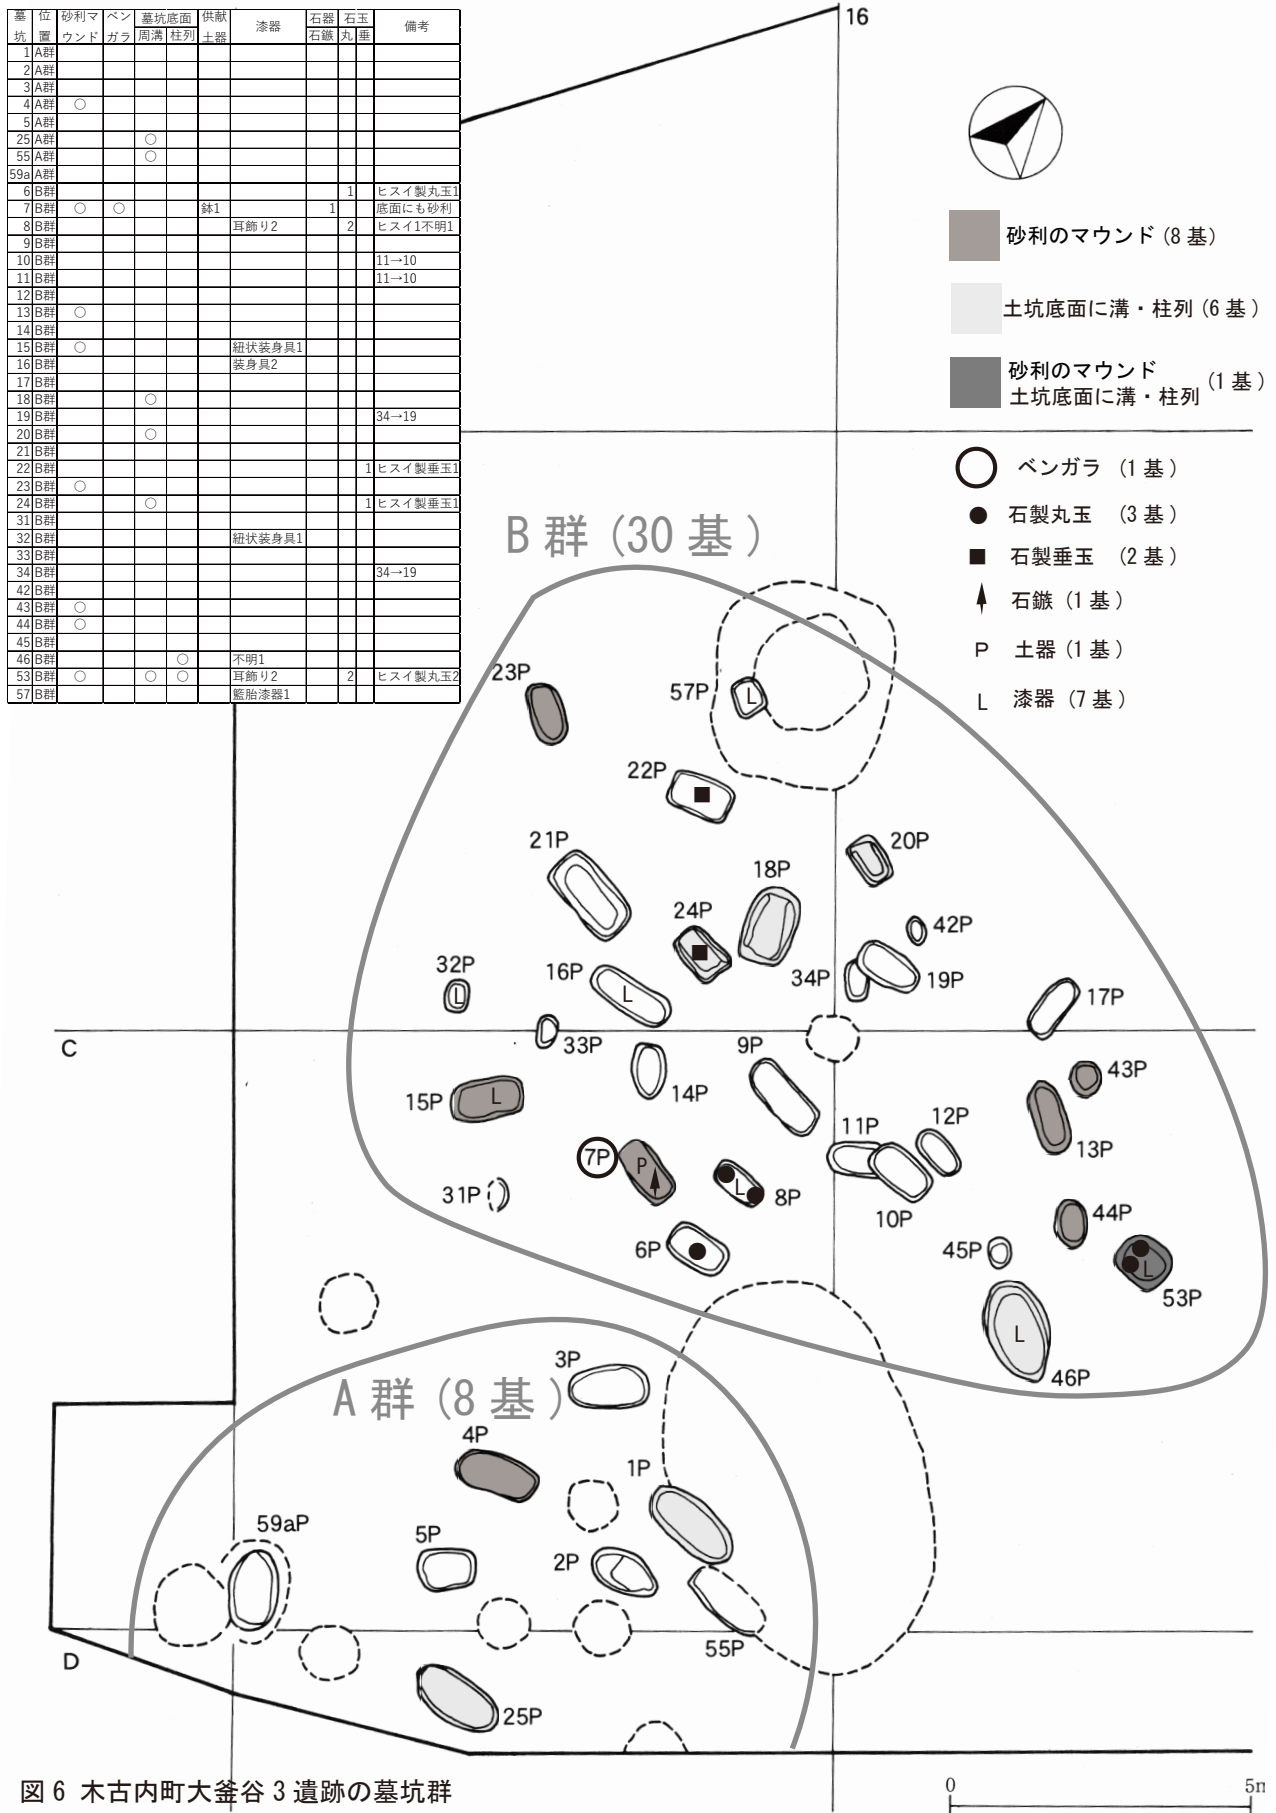 墓坑 位置 砂利マウンド ベンガラ 墓坑底面 周溝 柱列 供献土器 漆器 石器 石鏃 石玉 丸 垂 備考
1 A群
2 A群
3 A群
4 A群 ○
5 A群
25 A群 ○
55 A群 ○
59a A群
6 B群 1 ヒスイ製丸玉1
7 B群 ○ ○ 鉢1 1 底面にも砂利
8 B群 耳飾り2 2 ヒスイ1不明1
9 B群
10 B群 11→10
11 B群 11→10
12 B群
13 B群 ○
14 B群
15 B群 ○ 紐状装身具1
16 B群 装身具2
17 B群
18 B群 ○
19 B群 34→19
20 B群 ○
21 B群
22 B群 1 ヒスイ製垂玉1
23 B群 ○
24 B群 ○ 1 ヒスイ製垂玉1
31 B群
32 B群 紐状装身具1
33 B群
34 B群 34→19
42 B群
43 B群 ○
44 B群 ○
45 B群
46 B群 ○ 不明1
53 B群 ○ ○ ○ 耳飾り2 2 ヒスイ製丸玉2
57 B群 籃胎漆器1
16
砂利のマウンド (8 基)
土坑底面に溝・柱列 (6 基)
砂利のマウンド
土坑底面に溝・柱列 (1 基)
ベンガラ (1 基)
石製丸玉 (3 基)
石製垂玉 (2 基)
石鏃 (1 基)
P 土器 (1 基)
L 漆器 (7 基)
B 群 (30 基)
23P
57P L
22P
21P
20P
18P
24P
42P
32P L
16P L
34P
19P
17P
C
33P
9P
43P
15P L
14P
11P
12P
13P
7P P
31P
L 8P
10P
44P
6P
45P
L 53P
L 46P
3P
A 群 (8 基)
4P
1P
59aP
5P
2P
55P
D
25P
図 6 木古内町大釜谷 3 遺跡の墓坑群
0 5m